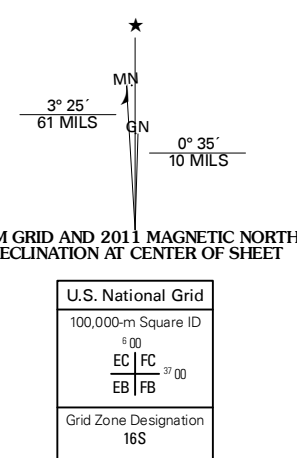 ★
MN
3° 25´
61 MILS
GN
0° 35´
10 MILS
M GRID AND 2011 MAGNETIC NORTH
ECLINATION AT CENTER OF SHEET
U.S. National Grid
100,000-m Square ID
6 00
EC FC
37 00
EB FB
Grid Zone Designation
16S